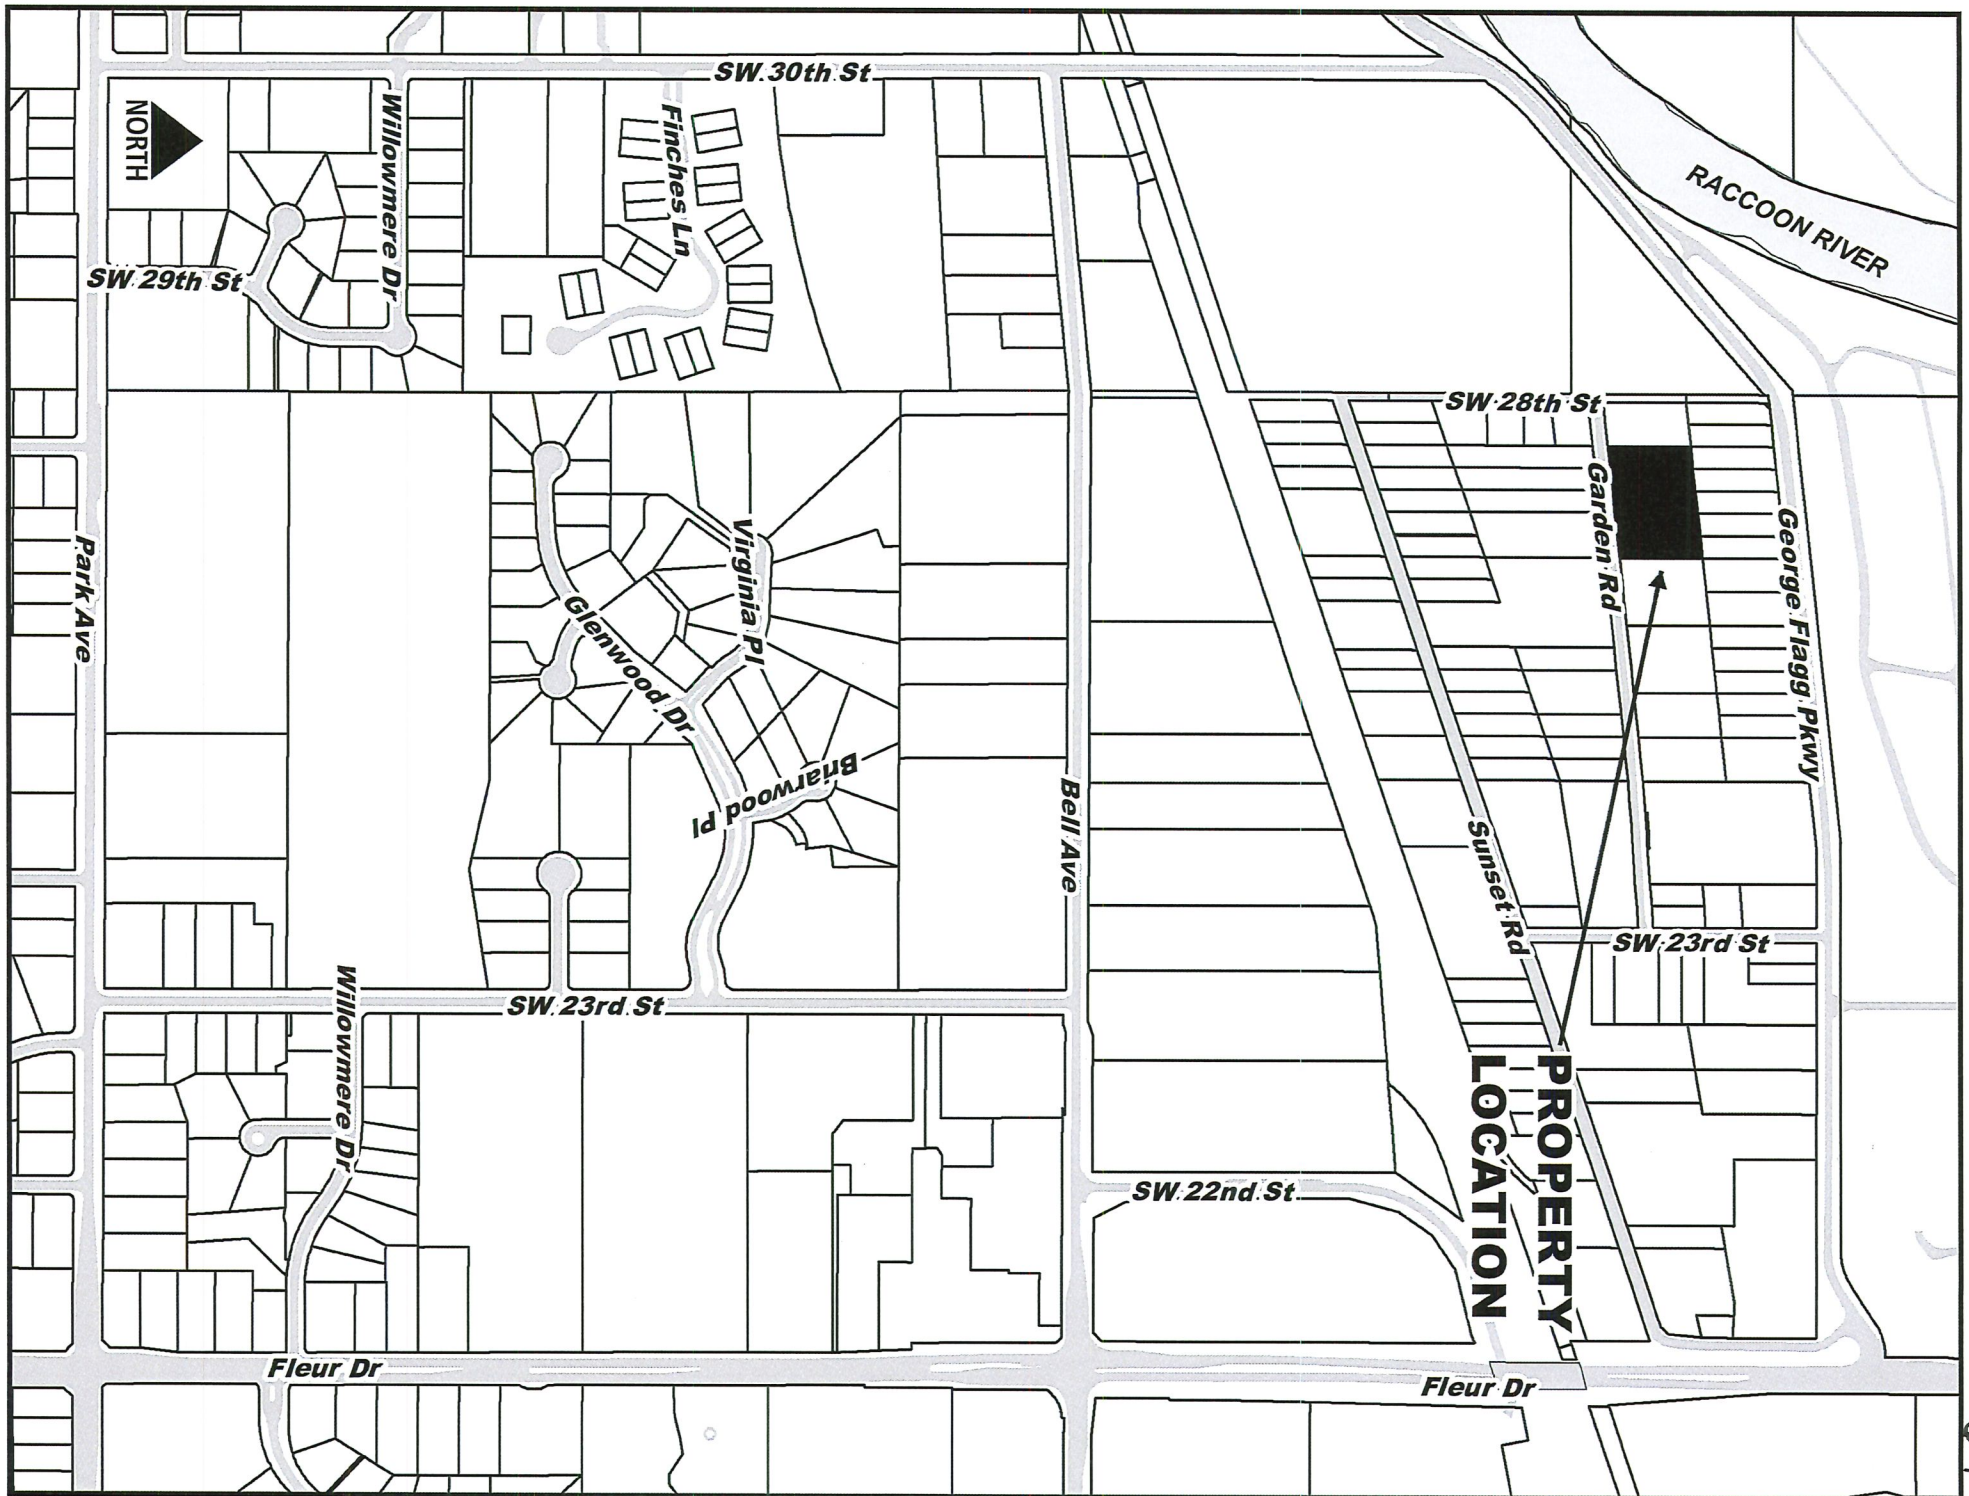 SW 30th St
NORTH
Willowmere Dr
Finches Ln
RACCOON RIVER
SW 29th St
SW 28th St
Garden Rd
George Flagg Pkwy
Park Ave
Virginia Pl
Glenwood Dr
Briarwood Pl
Bell Ave
Sunset Rd
SW 23rd St
Willowmere Dr
SW 23rd St
PROPERTY
LOCATION
SW 22nd St
Fleur Dr
Fleur Dr